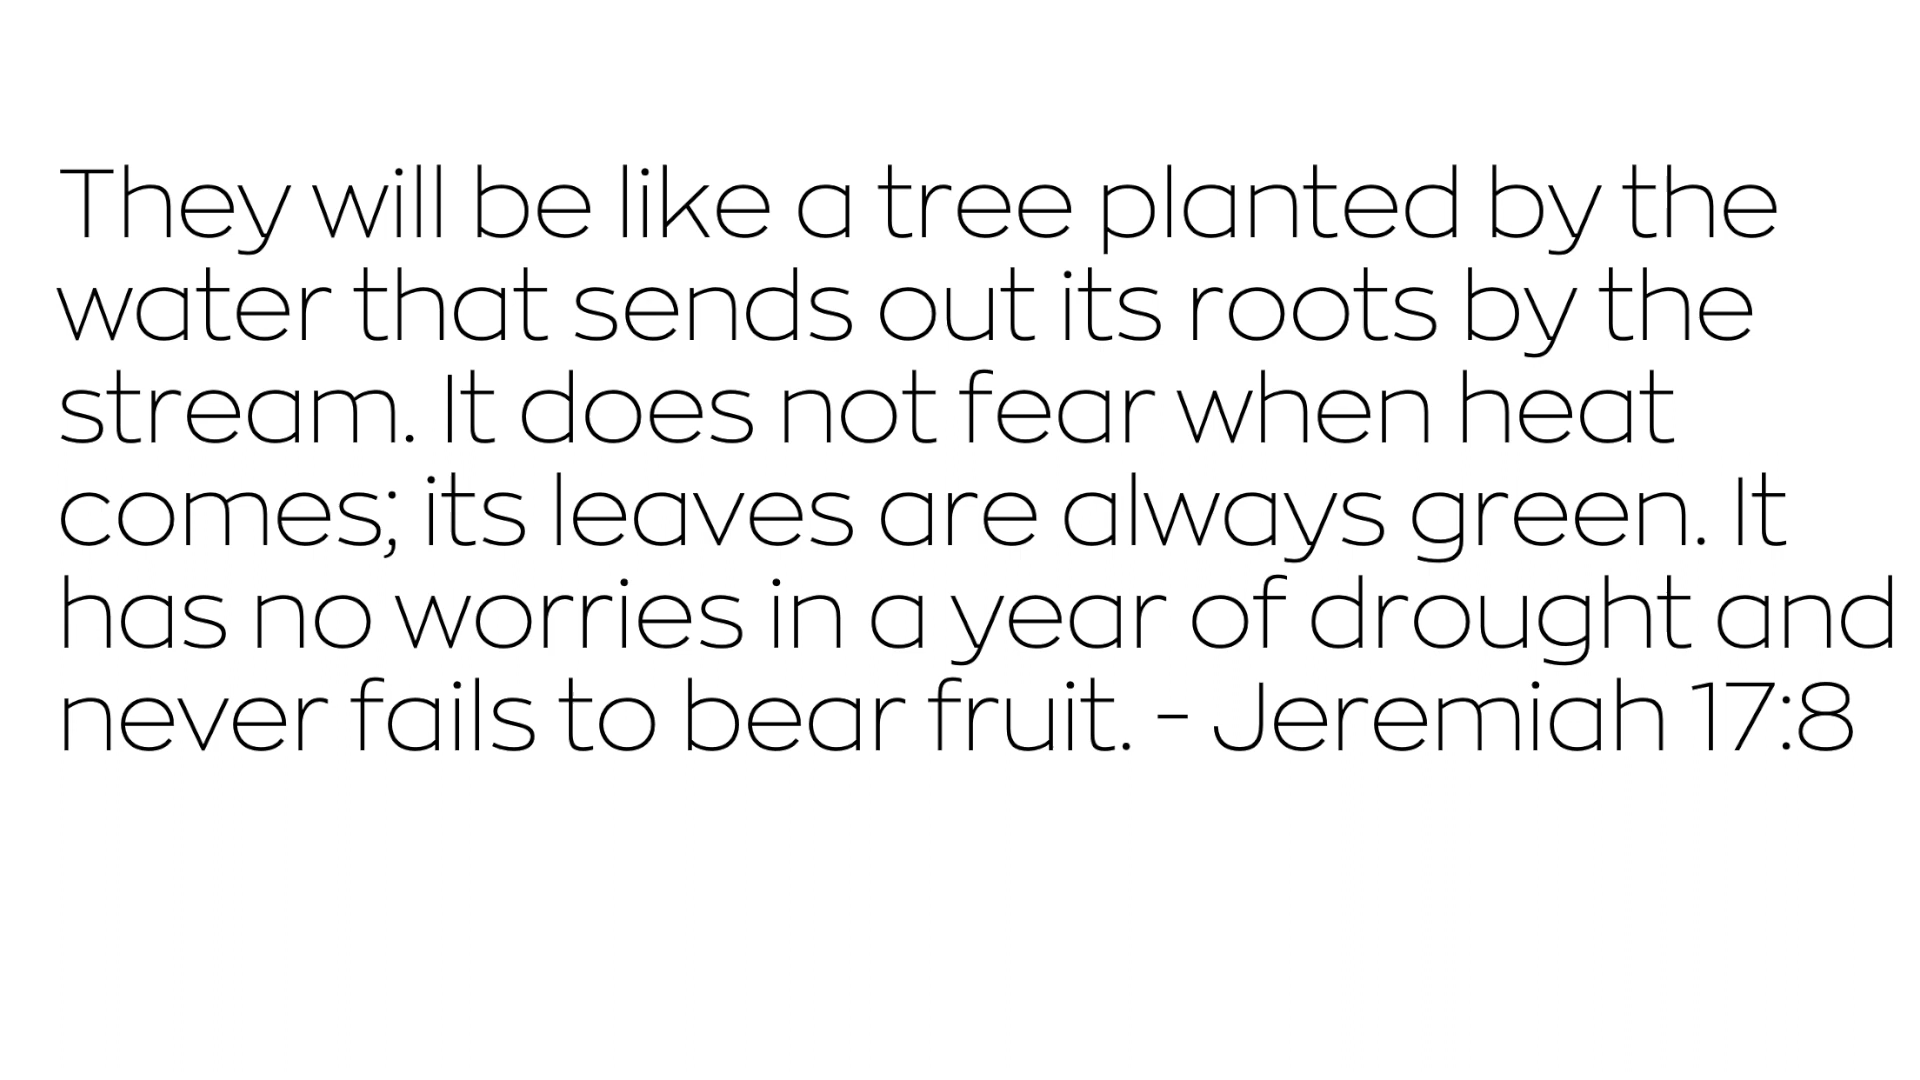 They will be like a tree planted by the
water that sends out its roots by the
stream. It does not fear when heat
comes; its leaves are always green. It
has no worries in a year of drought and
never fails to bear fruit. - Jeremiah 17:8